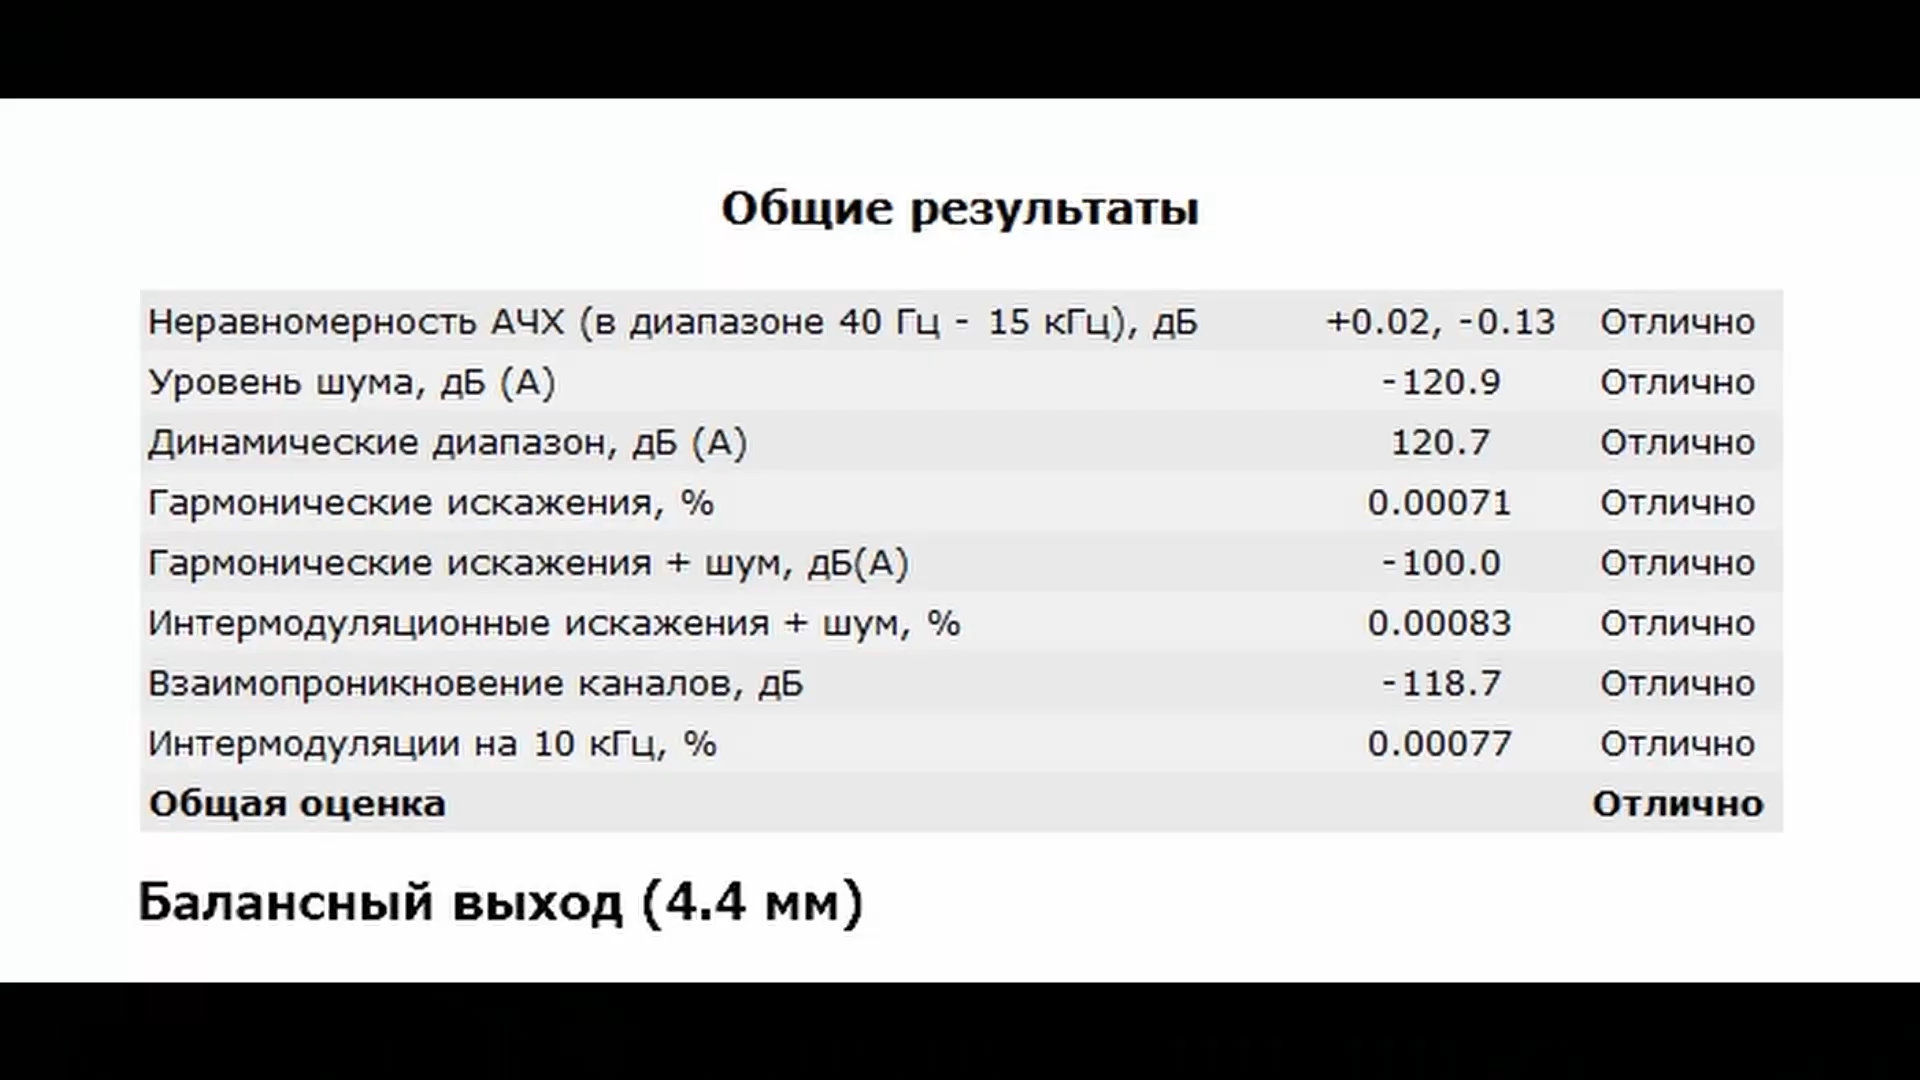 Общие результаты
Неравномерность АЧХ (в диапазоне 40 Гц - 15 кГц), дБ +0.02, -0.13 Отлично
Уровень шума, дБ (А) -120.9 Отлично
Динамический диапазон, дБ (А) 120.7 Отлично
Гармонические искажения, % 0.00071 Отлично
Гармонические искажения + шум, дБ(А) -100.0 Отлично
Интермодуляционные искажения + шум, % 0.00083 Отлично
Взаимопроникновение каналов, дБ -118.7 Отлично
Интермодуляции на 10 кГц, % 0.00077 Отлично
Общая оценка Отлично
Балансный выход (4.4 мм)